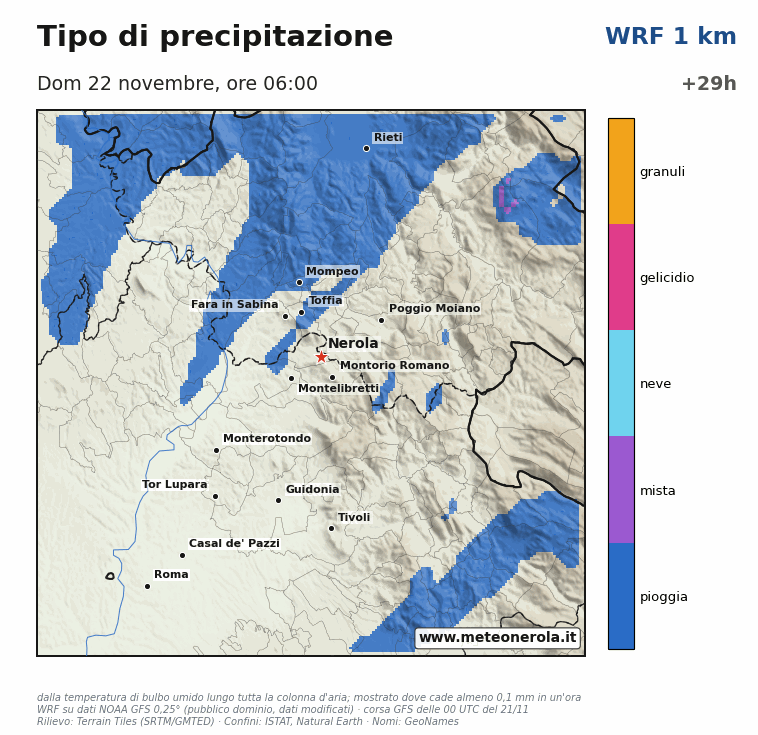 Tipo di precipitazione
WRF 1 km
Dom 22 novembre, ore 06:00
+29h
Rieti
Mompeo
Fara in Sabina
Toffia
Poggio Moiano
Nerola
Montorio Romano
Montelibretti
Monterotondo
Tor Lupara
Guidonia
Tivoli
Casal de' Pazzi
Roma
www.meteonerola.it
granuli
gelicidio
neve
mista
pioggia
dalla temperatura di bulbo umido lungo tutta la colonna d'aria; mostrato dove cade almeno 0,1 mm in un'ora
WRF su dati NOAA GFS 0,25° (pubblico dominio, dati modificati) · corsa GFS delle 00 UTC del 21/11
Rilievo: Terrain Tiles (SRTM/GMTED) · Confini: ISTAT, Natural Earth · Nomi: GeoNames